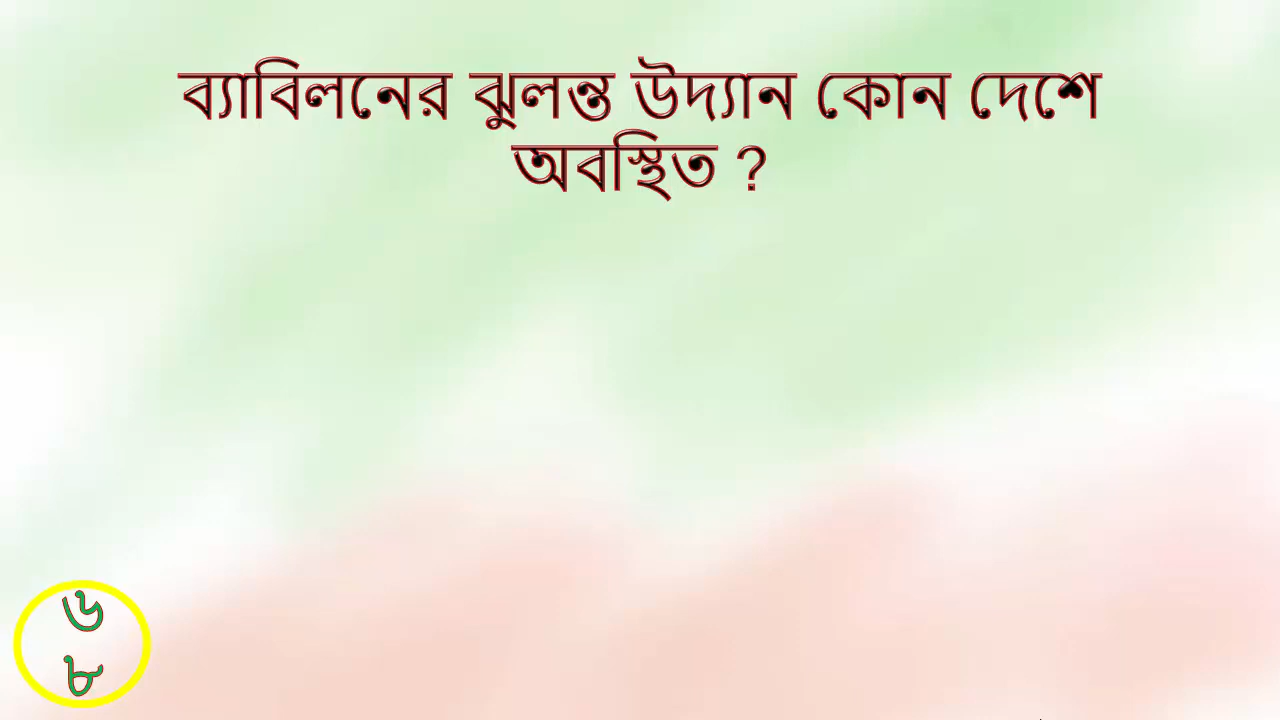 ব্যাবিলনের ঝুলন্ত উদ্যান কোন দেশে
অবস্থিত ?
৬
৮